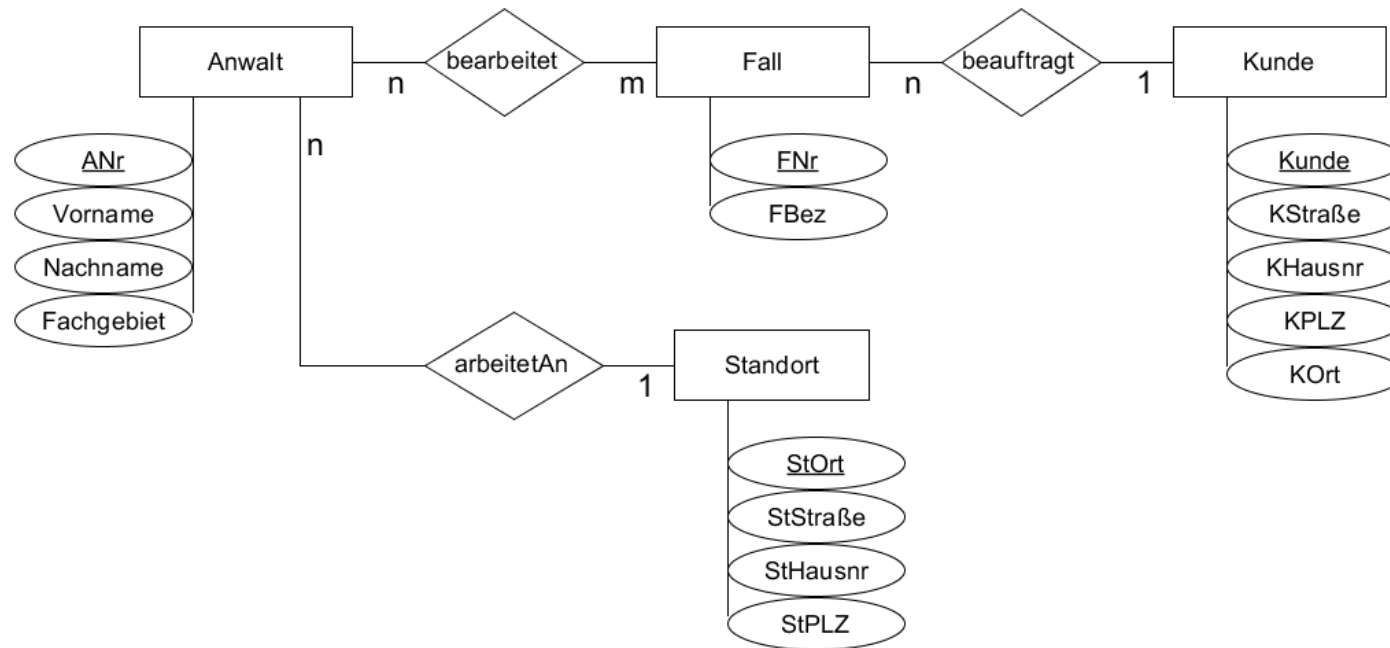 Anwalt
bearbeitet
Fall
beauftragt
Kunde
n
m
n
1
n
ANr
Vorname
Nachname
Fachgebiet
FNr
FBez
Kunde
KStraße
KHausnr
KPLZ
KOrt
arbeitetAn
1
Standort
StOrt
StStraße
StHausnr
StPLZ